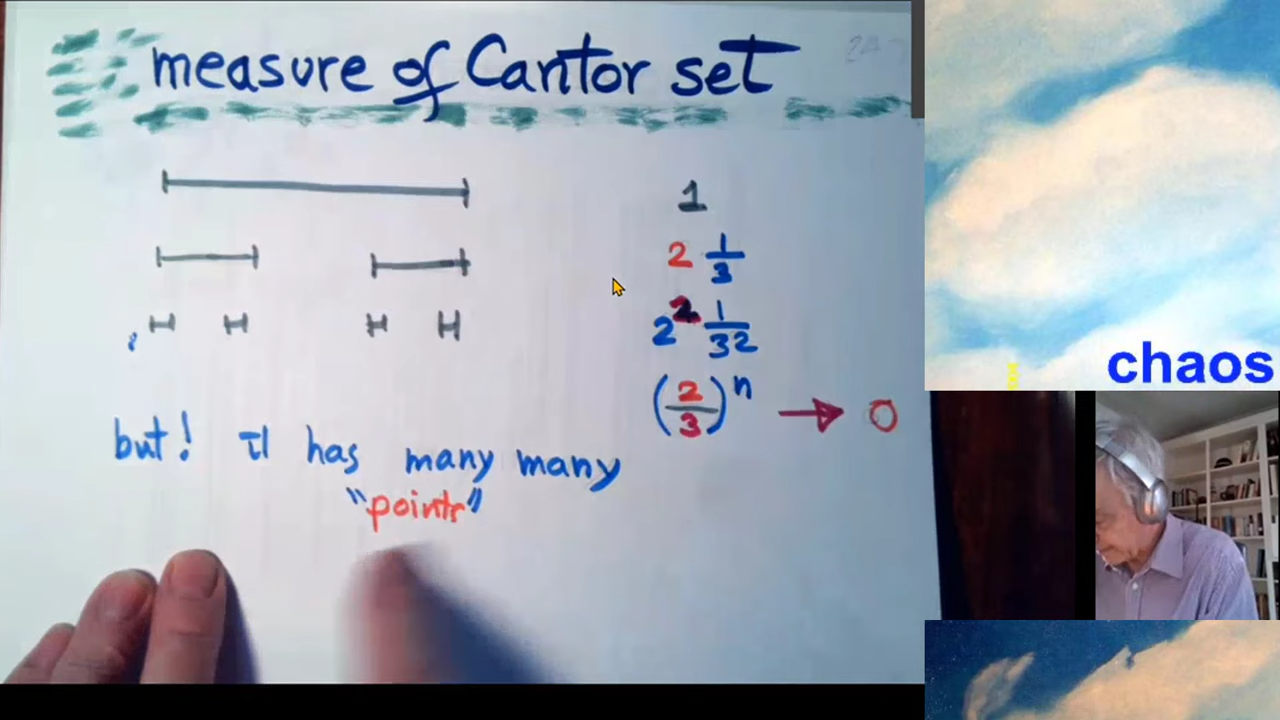 measure of Cantor set
1
2 1/3
2² 1/32
(2/3)ⁿ → 0
but! it has many many
"points"
chaos